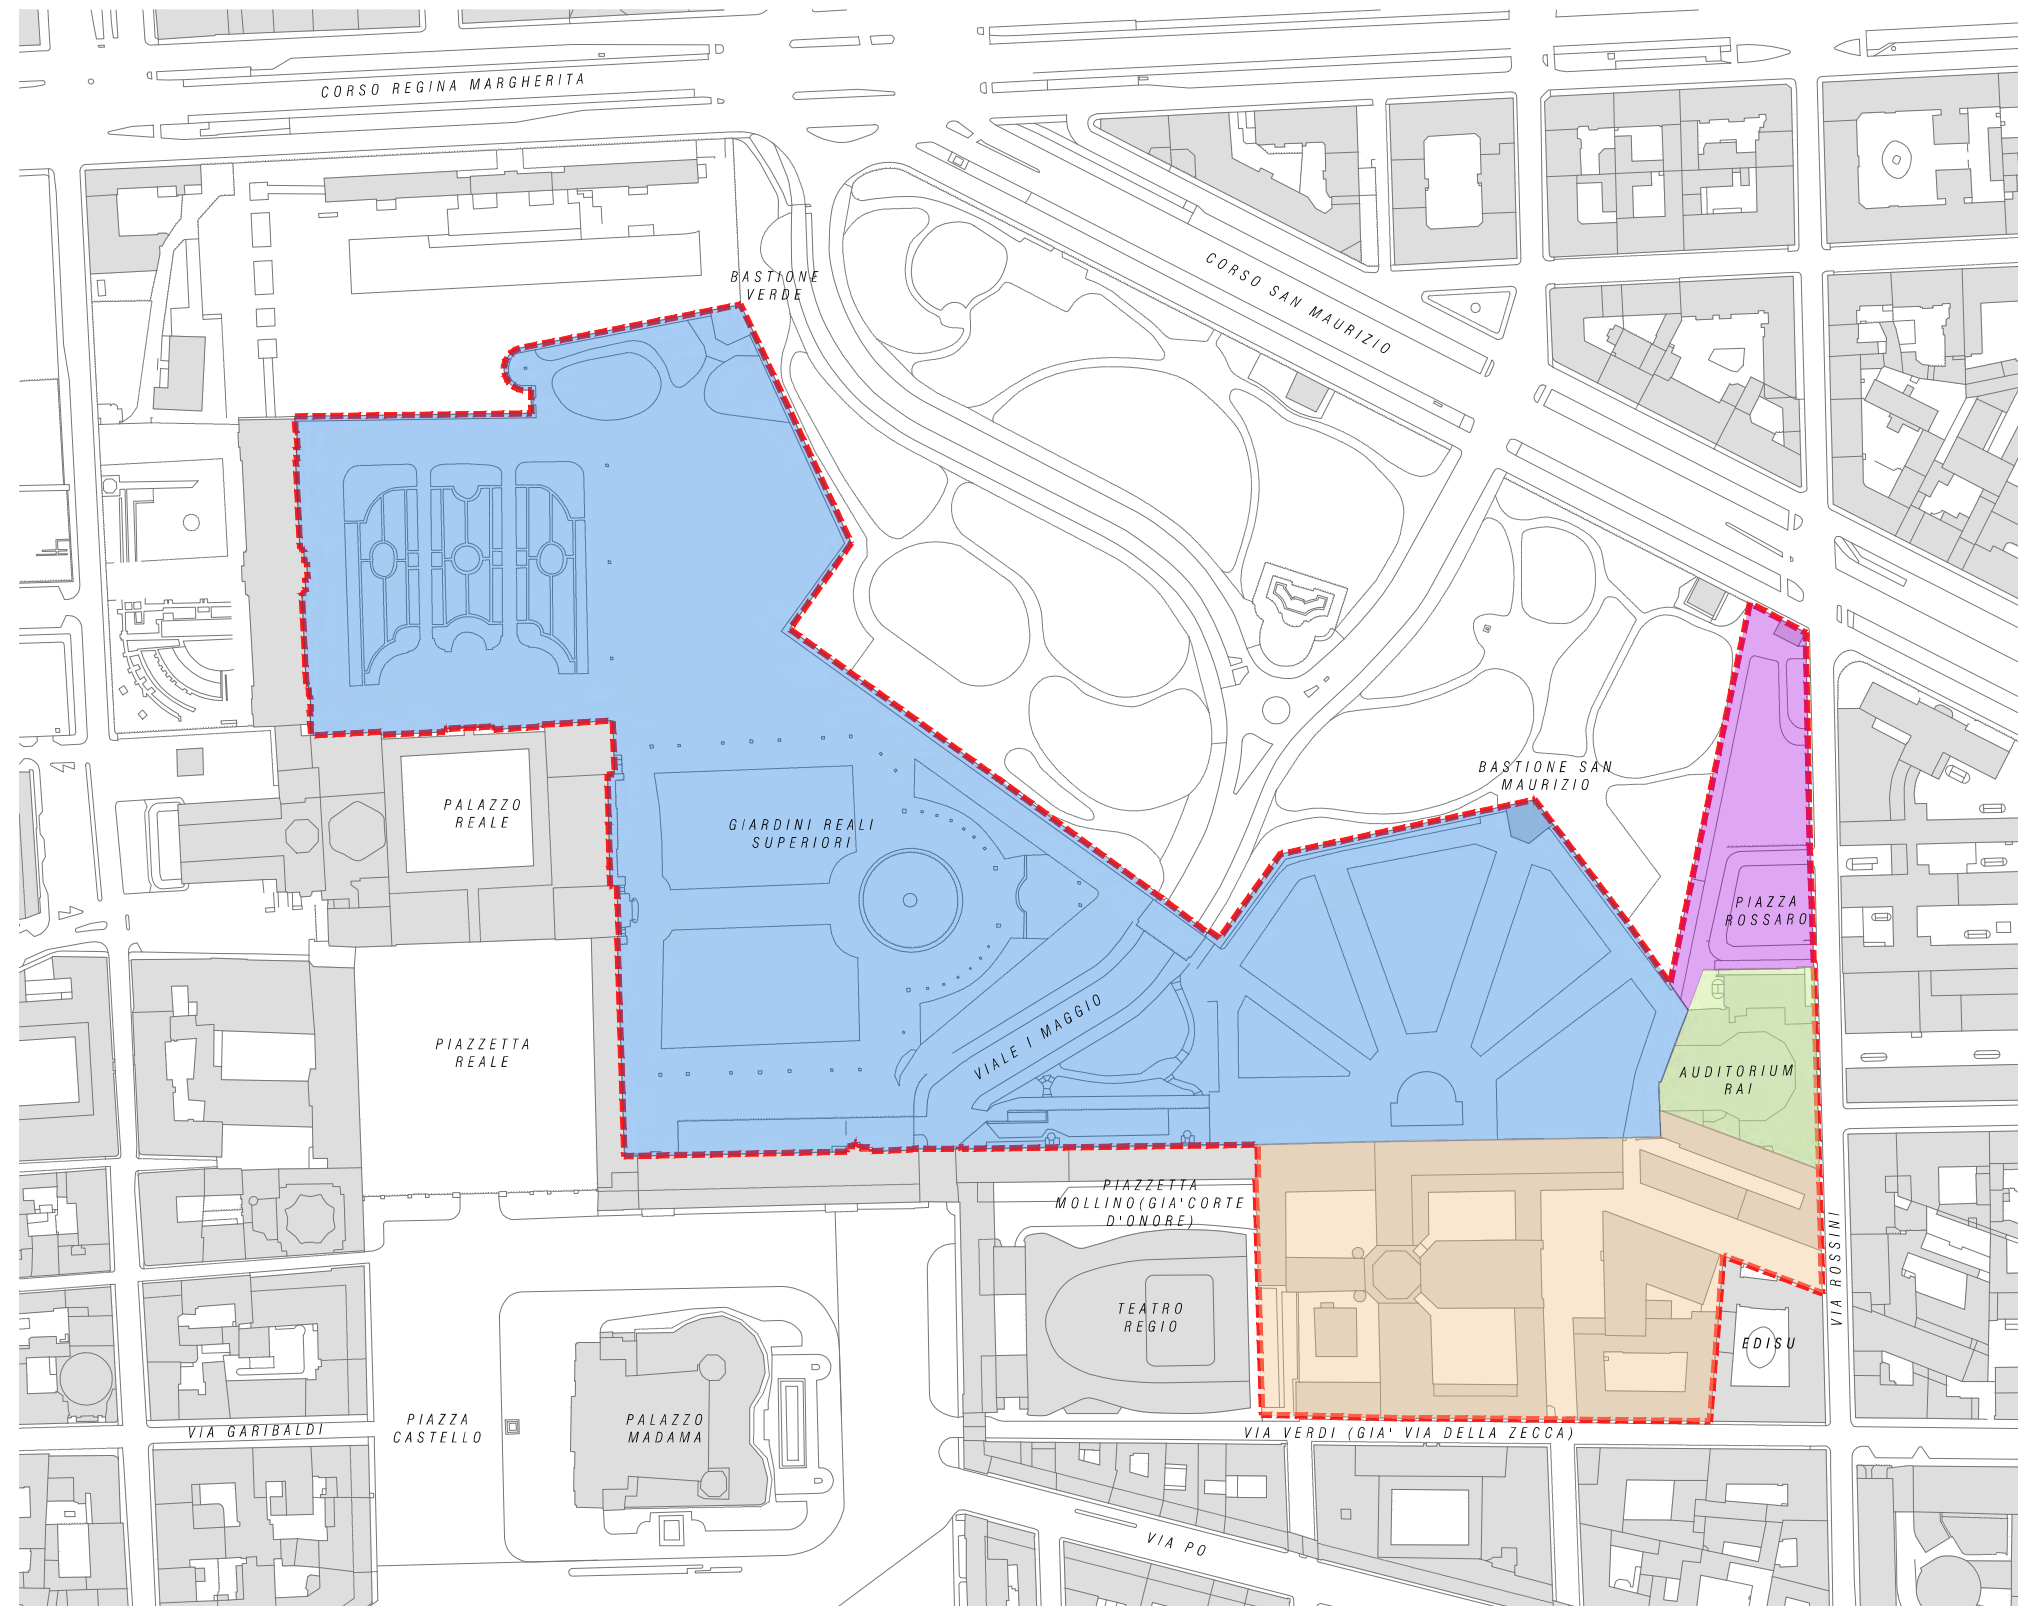 CORSO REGINA MARGHERITA
BASTIONE
VERDE
CORSO SAN MAURIZIO
BASTIONE SAN
MAURIZIO
PALAZZO
REALE
GIARDINI REALI
SUPERIORI
PIAZZA
ROSSARO
PIAZZETTA
REALE
VIALE I MAGGIO
AUDITORIUM
RAI
PIAZZETTA
MOLLINO(GIA'CORTE
D'ONORE)
VIA ROSSINI
TEATRO
REGIO
EDISU
PIAZZA
CASTELLO
PALAZZO
MADAMA
VIA GARIBALDI
VIA VERDI (GIA' VIA DELLA ZECCA)
VIA PO